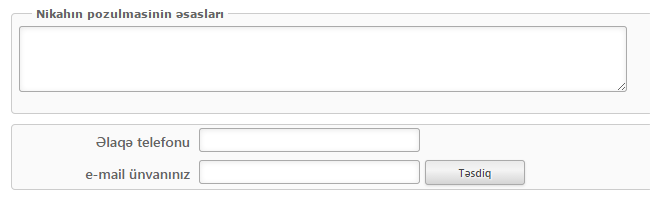 Nikahın pozulmasinin əsasları
Əlaqə telefonu
e-mail ünvanınız
Təsdiq